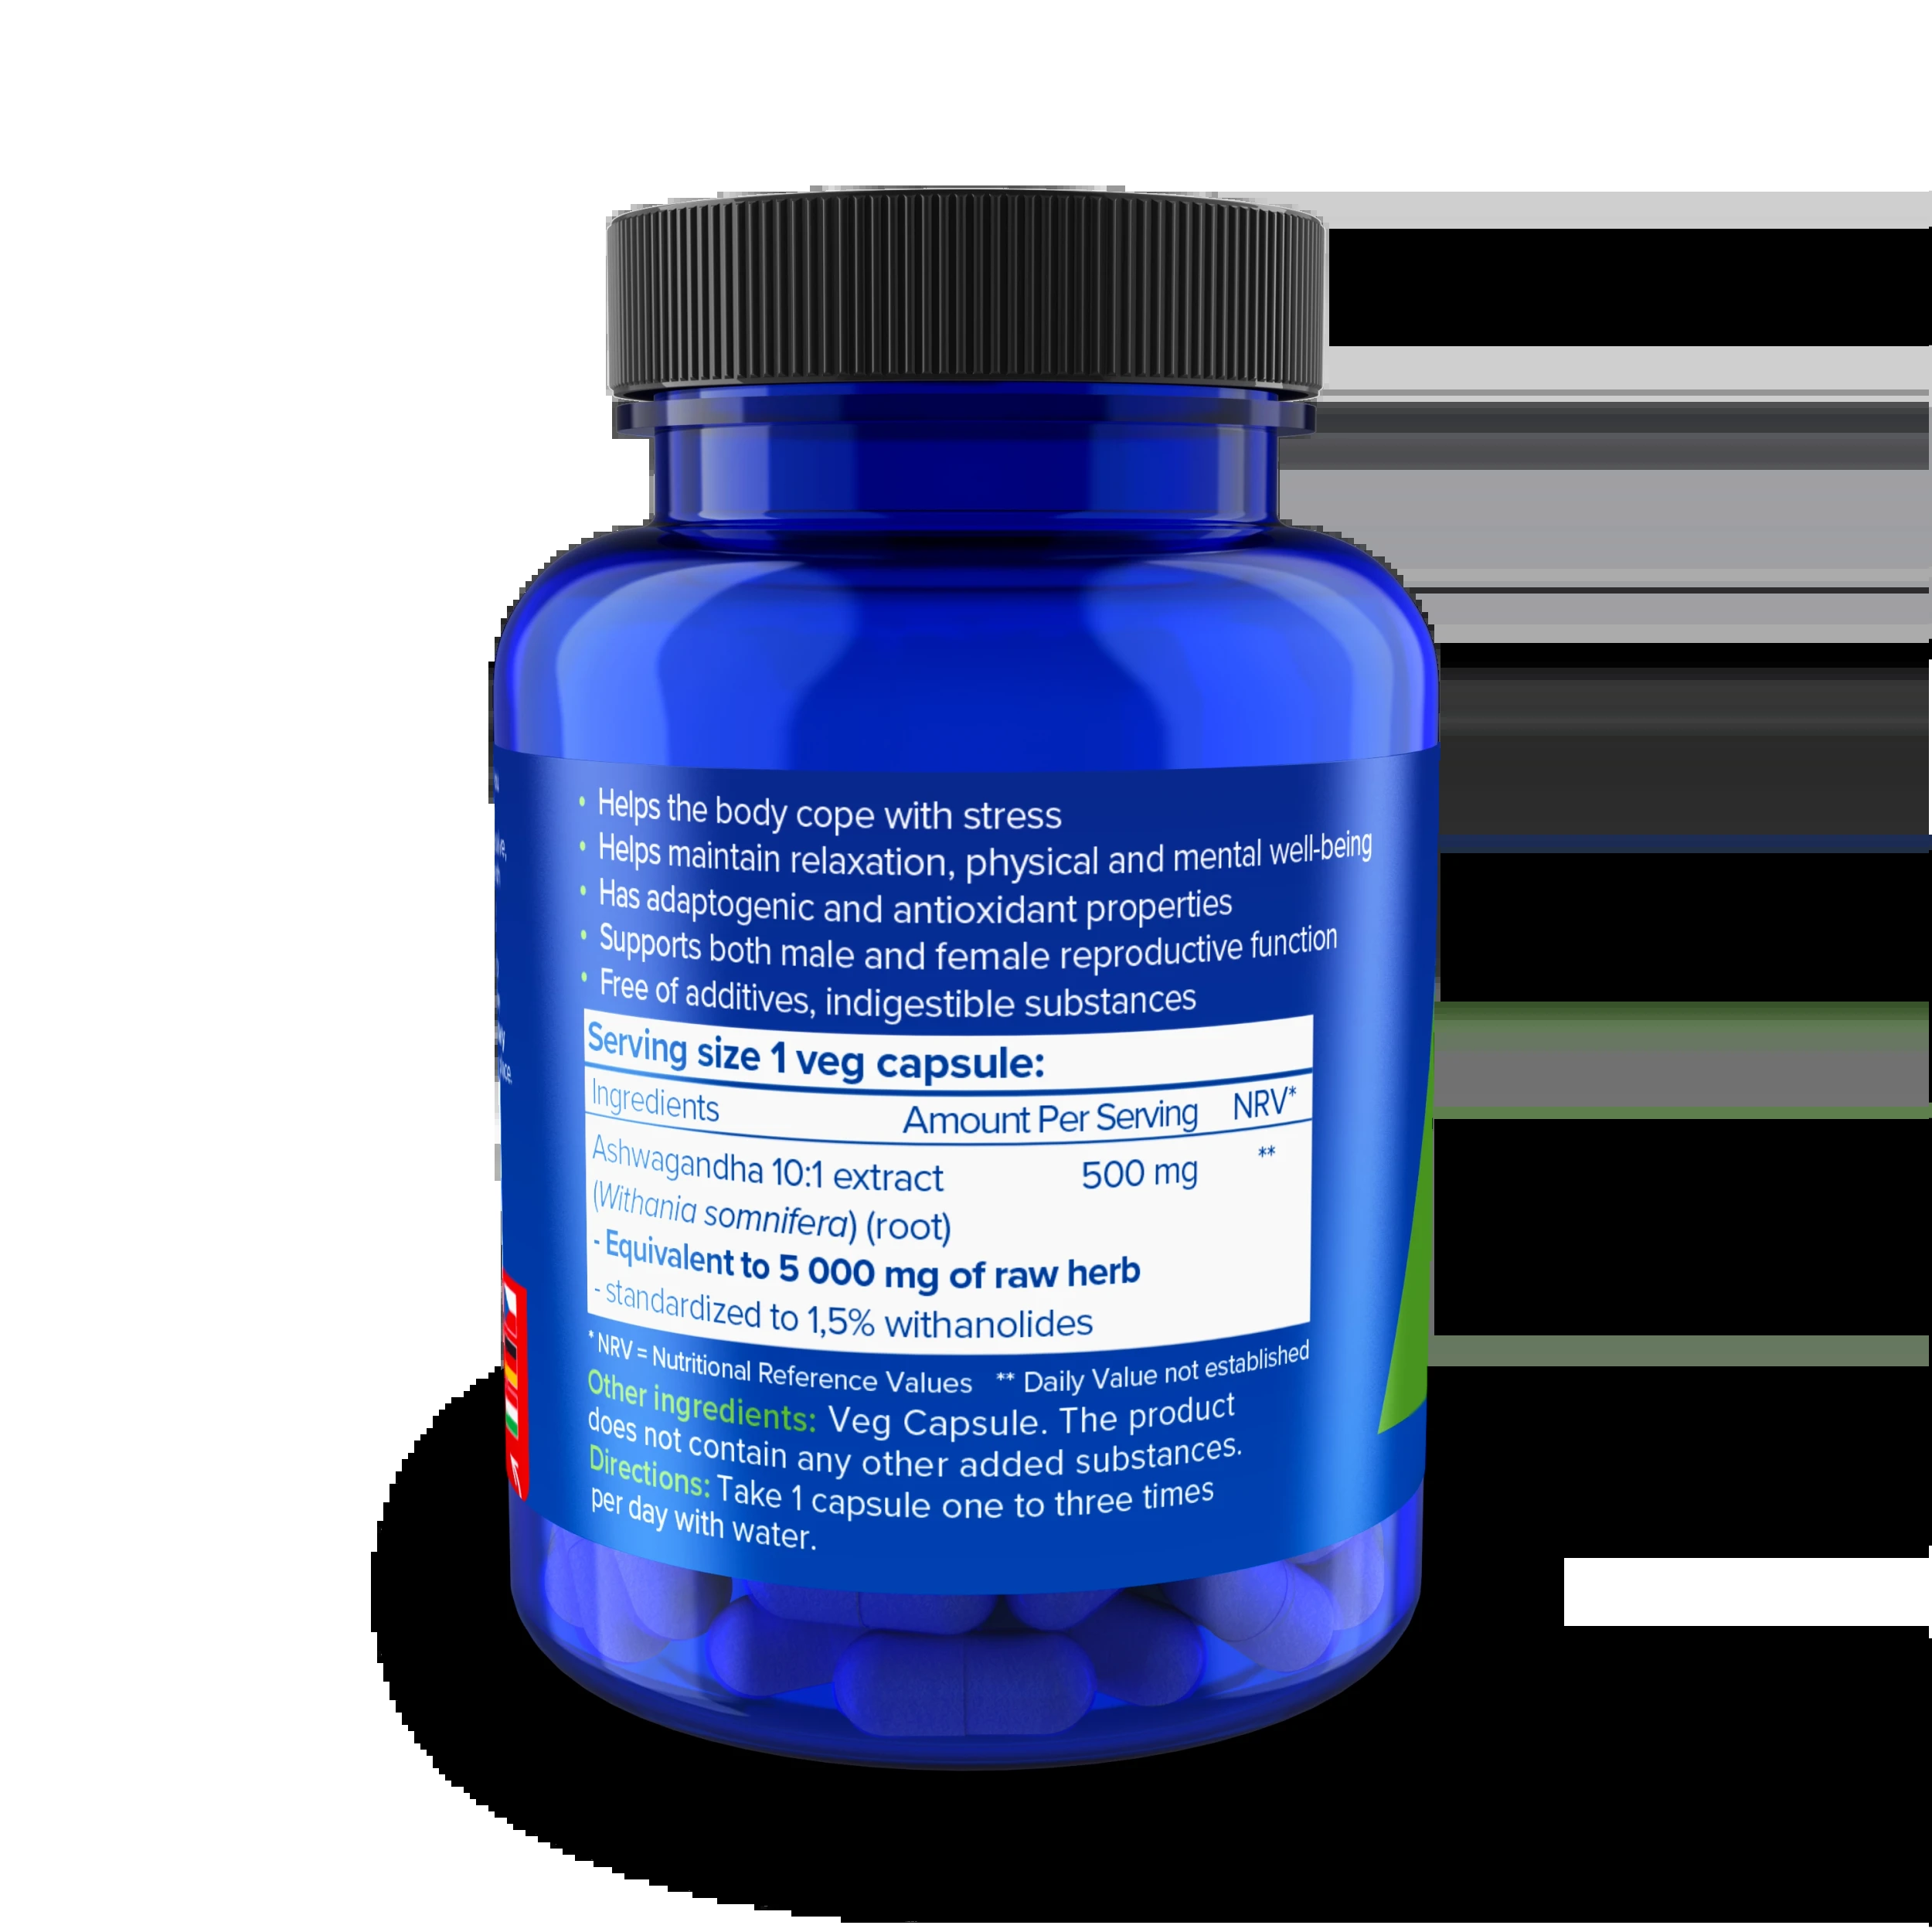 • Helps the body cope with stress
• Helps maintain relaxation, physical and mental well-being
• Has adaptogenic and antioxidant properties
• Supports both male and female reproductive function
• Free of additives, indigestible substances
Serving size 1 veg capsule:
Ingredients Amount Per Serving NRV*
Ashwagandha 10:1 extract 500 mg **
(Withania somnifera) (root)
- Equivalent to 5 000 mg of raw herb
- standardized to 1,5% withanolides
* NRV = Nutritional Reference Values ** Daily Value not established
Other ingredients: Veg Capsule. The product
does not contain any other added substances.
Directions: Take 1 capsule one to three times
per day with water.